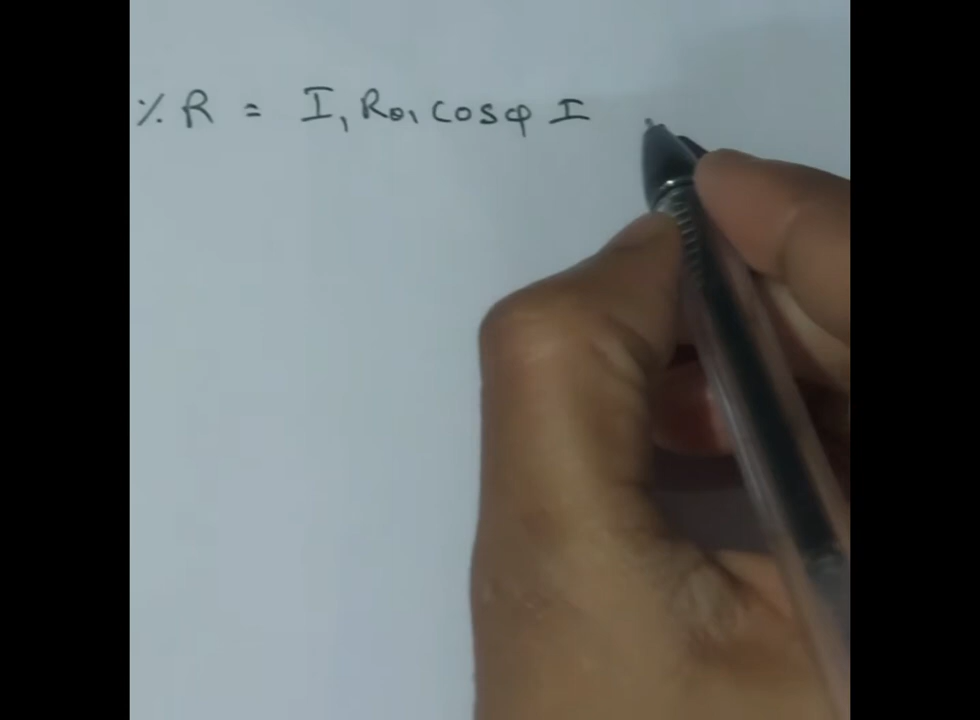 % R = I₁ R₀₁ cosφ I